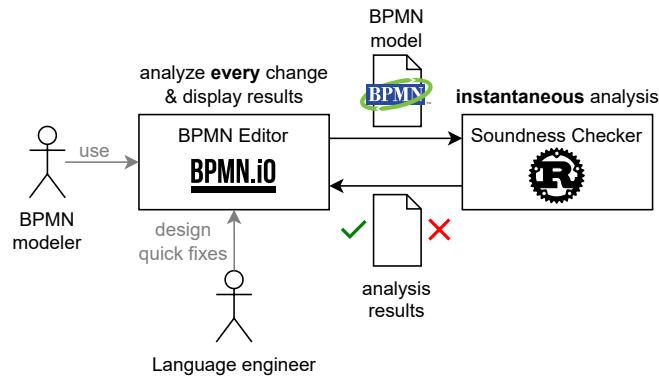 BPMN
model
BPMN
analyze every change
& display results
instantaneous analysis
use
BPMN Editor
BPMN.iO
Soundness Checker
R
BPMN
modeler
design
quick fixes
analysis
results
Language engineer